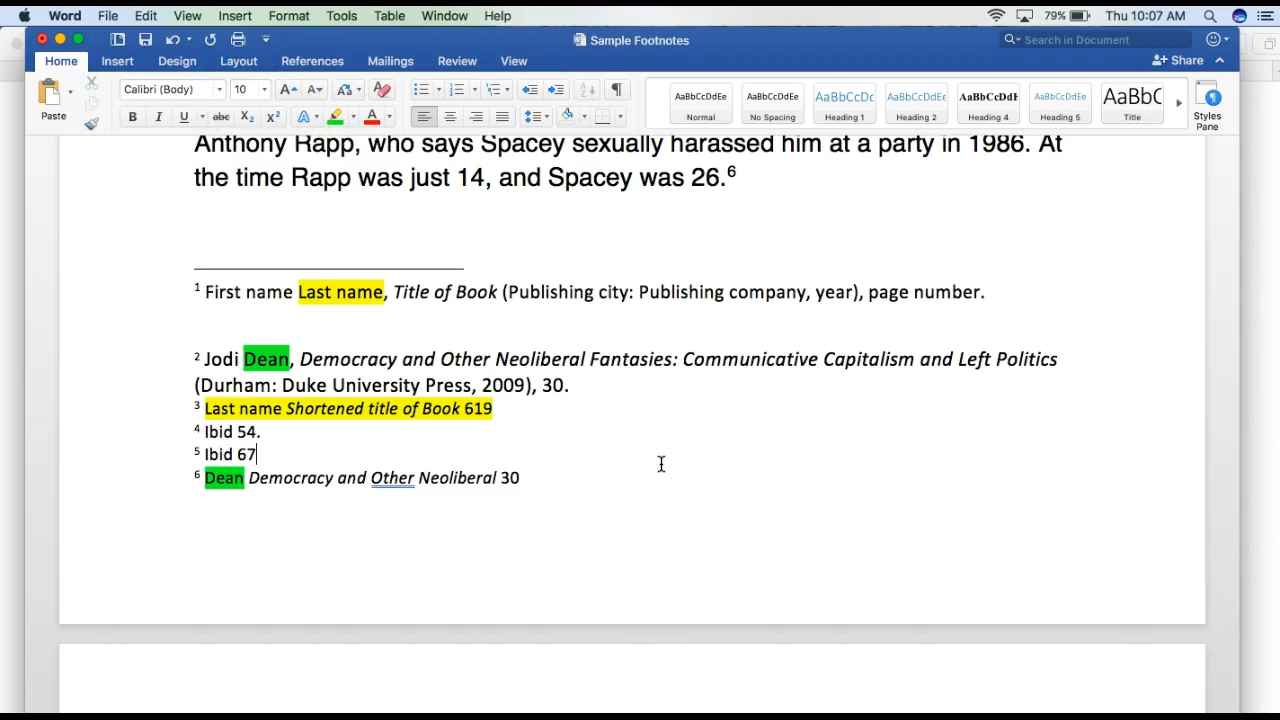 Word File Edit View Insert Format Tools Table Window Help 79% Thu 10:07 AM
Sample Footnotes Search in Document
Home Insert Design Layout References Mailings Review View Share
Paste Calibri (Body) 10 AaBbCcDdEe AaBbCcDdEe AaBbCcDc AaBbCcDdEe AaBbCcDdE AaBbCcDdEe AaBbC
B I U abc X₂ X² A A Normal No Spacing Heading 1 Heading 2 Heading 4 Heading 5 Title Styles Pane
Anthony Rapp, who says Spacey sexually harassed him at a party in 1986. At
the time Rapp was just 14, and Spacey was 26.⁶
¹ First name Last name, Title of Book (Publishing city: Publishing company, year), page number.
² Jodi Dean, Democracy and Other Neoliberal Fantasies: Communicative Capitalism and Left Politics
(Durham: Duke University Press, 2009), 30.
³ Last name Shortened title of Book 619
⁴ Ibid 54.
⁵ Ibid 67
⁶ Dean Democracy and Other Neoliberal 30